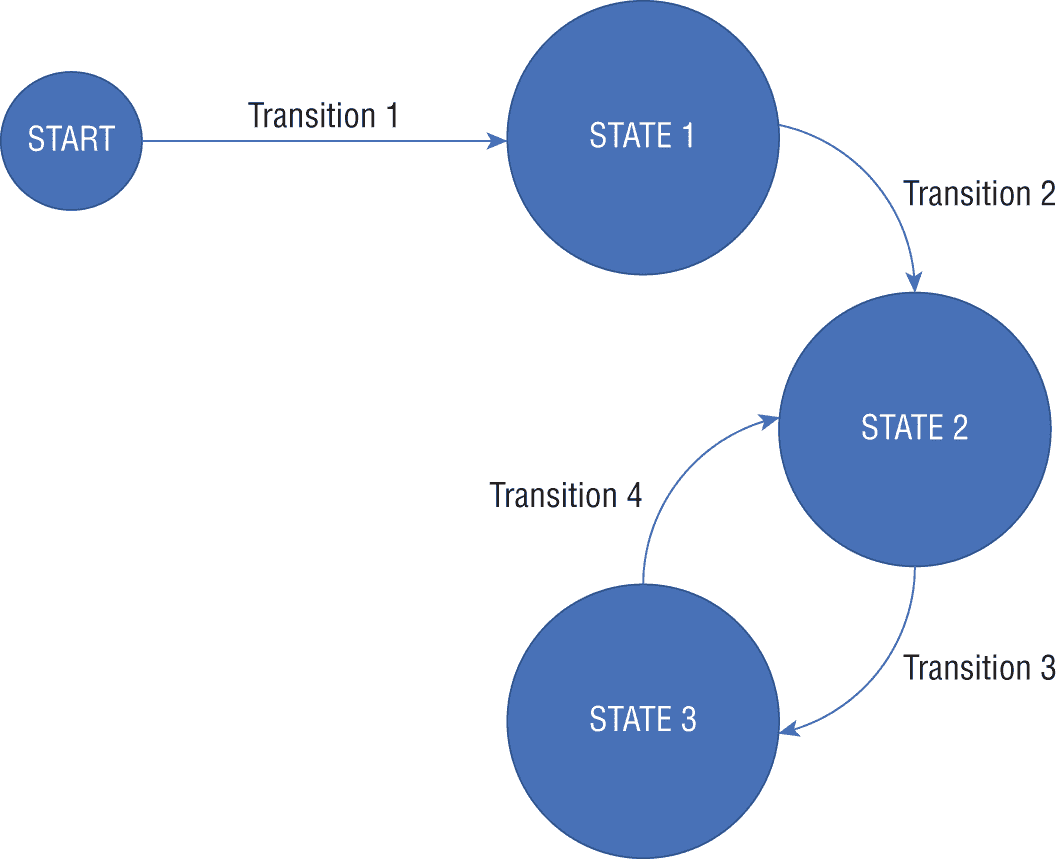 Transition 1
START
STATE 1
Transition 2
STATE 2
Transition 4
Transition 3
STATE 3